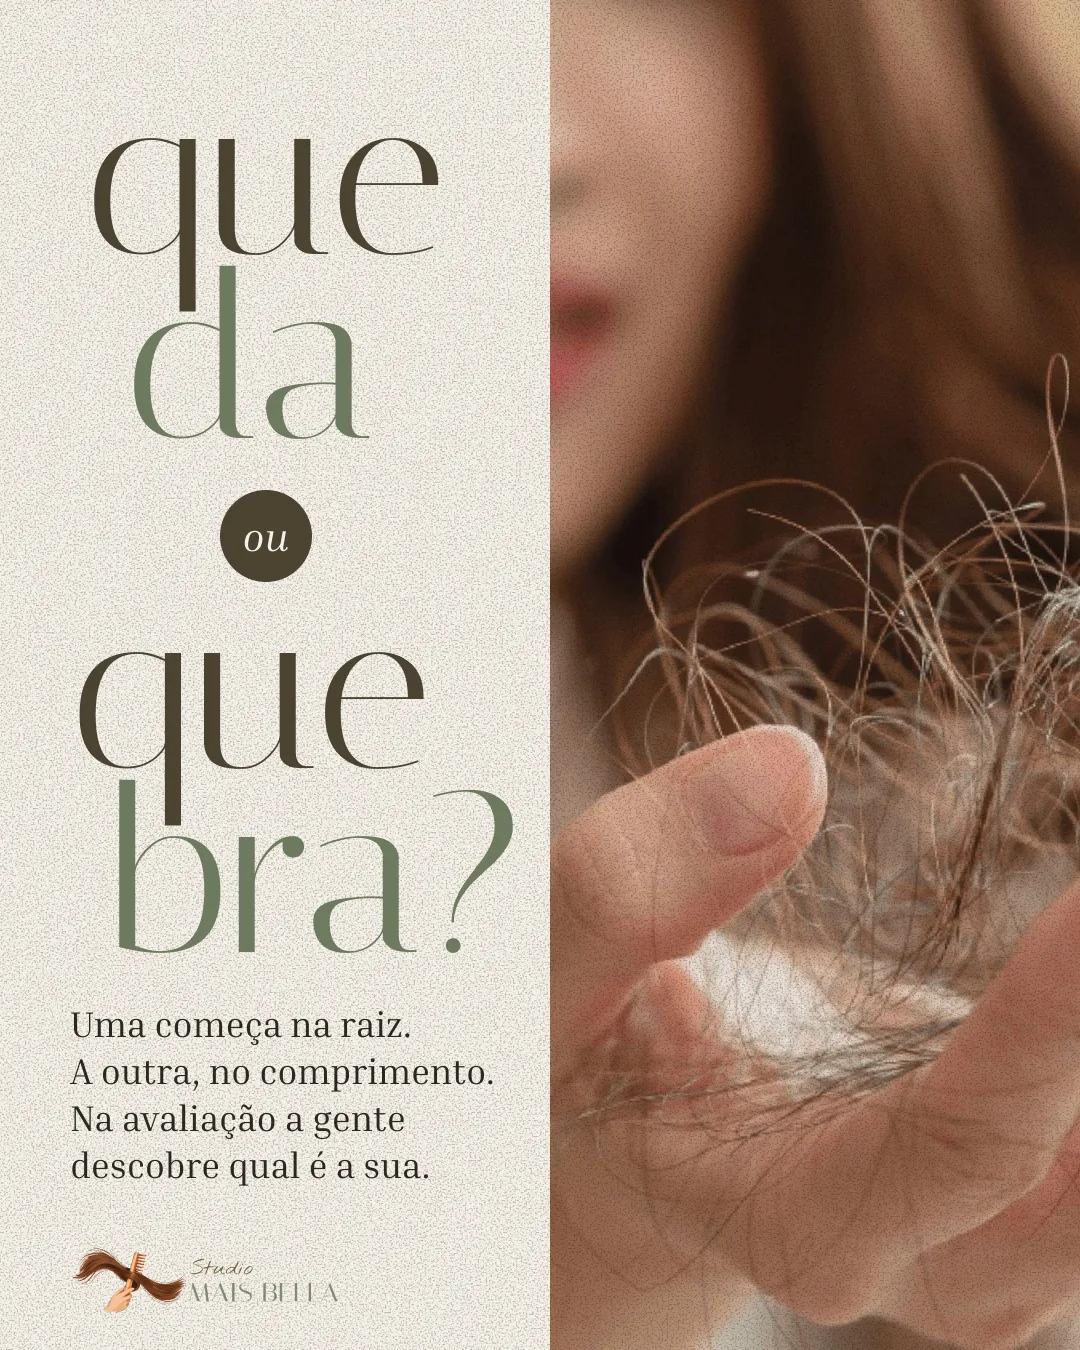 que
da
ou
que
bra?
Uma começa na raiz.
A outra, no comprimento.
Na avaliação a gente
descobre qual é a sua.
Studio
MAIS BELLA